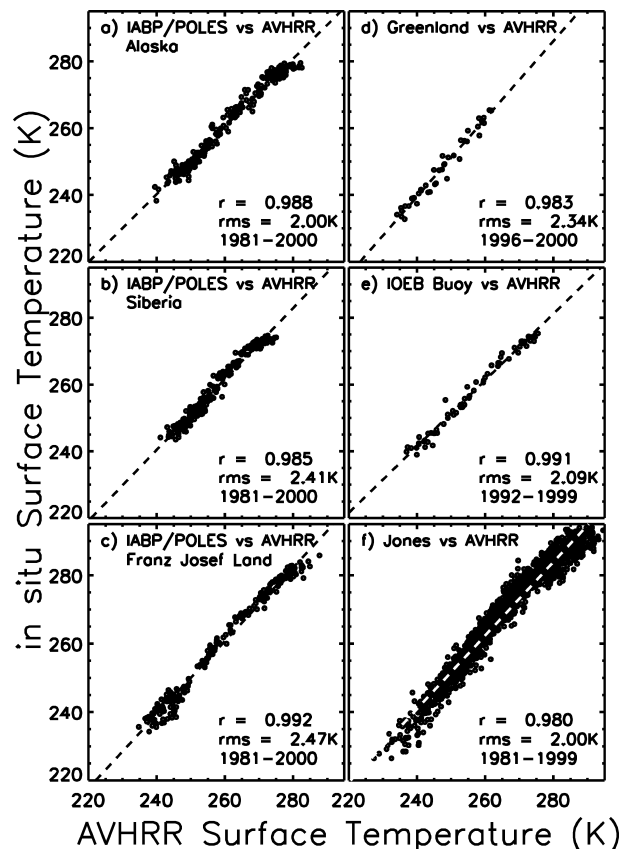 a) IABP/POLES vs AVHRR
Alaska
r = 0.988
rms = 2.00K
1981-2000
d) Greenland vs AVHRR
r = 0.983
rms = 2.34K
1996-2000
b) IABP/POLES vs AVHRR
Siberia
r = 0.985
rms = 2.41K
1981-2000
e) IOEB Buoy vs AVHRR
r = 0.991
rms = 2.09K
1992-1999
c) IABP/POLES vs AVHRR
Franz Josef Land
r = 0.992
rms = 2.47K
1981-2000
f) Jones vs AVHRR
r = 0.980
rms = 2.00K
1981-1999
280
260
240
220
280
260
240
220
280
260
240
220
220 240 260 280 220 240 260 280
in situ Surface Temperature (K)
AVHRR Surface Temperature (K)